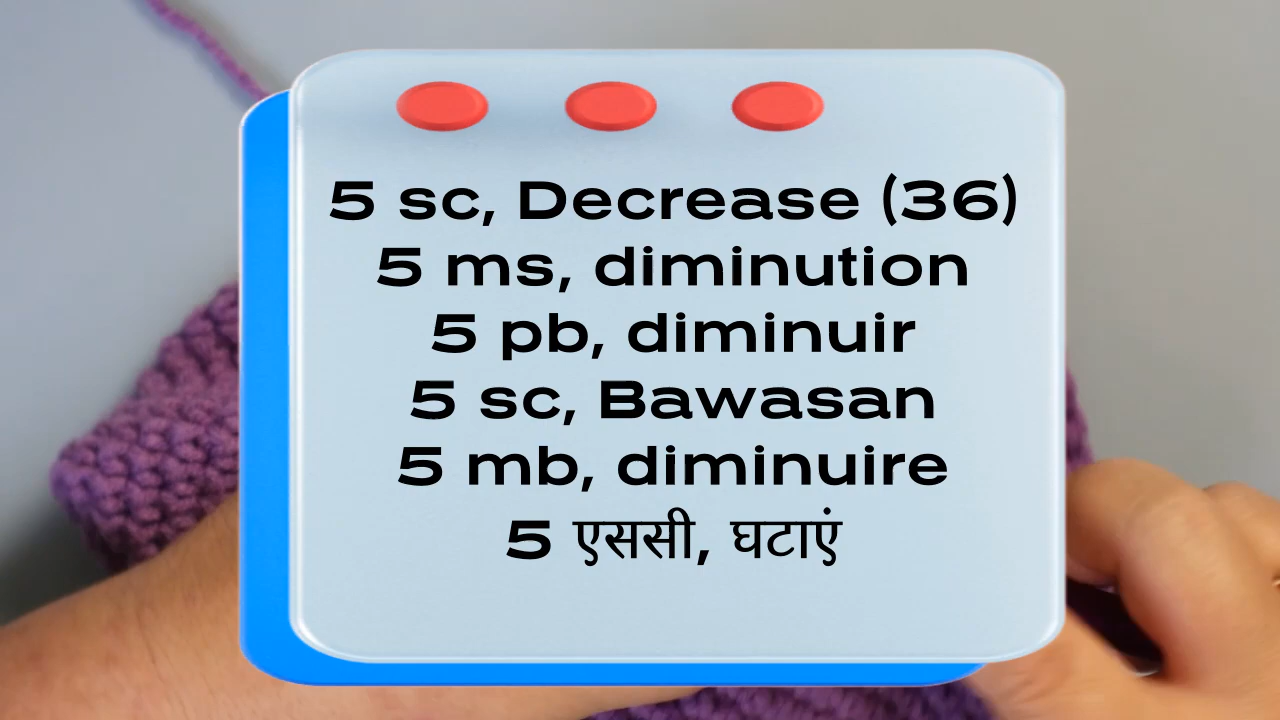 5 sc, Decrease (36)
5 ms, diminution
5 pb, diminuir
5 sc, Bawasan
5 mb, diminuire
5 एससी, घटाएं